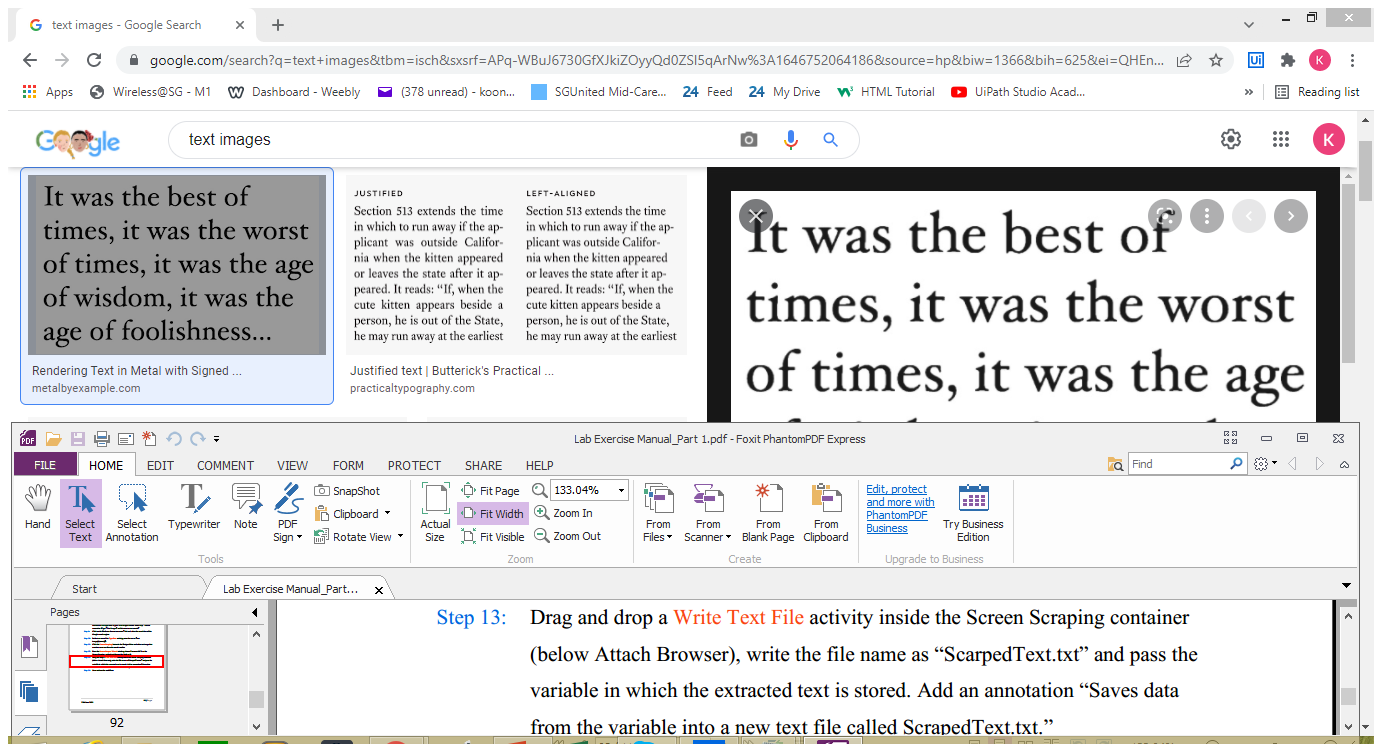 text images - Google Search
google.com/search?q=text+images&tbm=isch&sxsrf=APq-WBuJ6730GfXJkiZOyyQd0ZSI5qArNw%3A1646752064186&source=hp&biw=1366&bih=625&ei=QHEn...
Apps Wireless@SG - M1 Dashboard - Weebly (378 unread) - koon... SGUnited Mid-Care... 24 Feed 24 My Drive HTML Tutorial UiPath Studio Acad... » Reading list
Google text images K
It was the best of
times, it was the worst
of times, it was the age
of wisdom, it was the
age of foolishness...
Rendering Text in Metal with Signed ...
metalbyexample.com
JUSTIFIED
Section 513 extends the time
in which to run away if the ap-
plicant was outside Califor-
nia when the kitten appeared
or leaves the state after it ap-
peared. It reads: “If, when the
cute kitten appears beside a
person, he is out of the State,
he may run away at the earliest
LEFT-ALIGNED
Section 513 extends the time
in which to run away if the ap-
plicant was outside Califor-
nia when the kitten appeared
or leaves the state after it ap-
peared. It reads: “If, when the
cute kitten appears beside a
person, he is out of the State,
he may run away at the earliest
Justified text | Butterick's Practical ...
practicaltypography.com
It was the best of
times, it was the worst
of times, it was the age
PDF Lab Exercise Manual_Part 1.pdf - Foxit PhantomPDF Express
FILE HOME EDIT COMMENT VIEW FORM PROTECT SHARE HELP Find
Hand
Select
Text
Select
Annotation
Typewriter
Note
PDF
Sign
SnapShot
Clipboard
Rotate View
Tools
Actual
Size
Fit Page
Fit Width
Fit Visible
133.04%
Zoom In
Zoom Out
Zoom
From
Files
From
Scanner
From
Blank Page
From
Clipboard
Create
Edit, protect
and more with
PhantomPDF
Business
Try Business
Edition
Upgrade to Business
Start Lab Exercise Manual_Part...
Pages
92
Step 13: Drag and drop a Write Text File activity inside the Screen Scraping container
(below Attach Browser), write the file name as “ScarpedText.txt” and pass the
variable in which the extracted text is stored. Add an annotation “Saves data
from the variable into a new text file called ScrapedText.txt.”